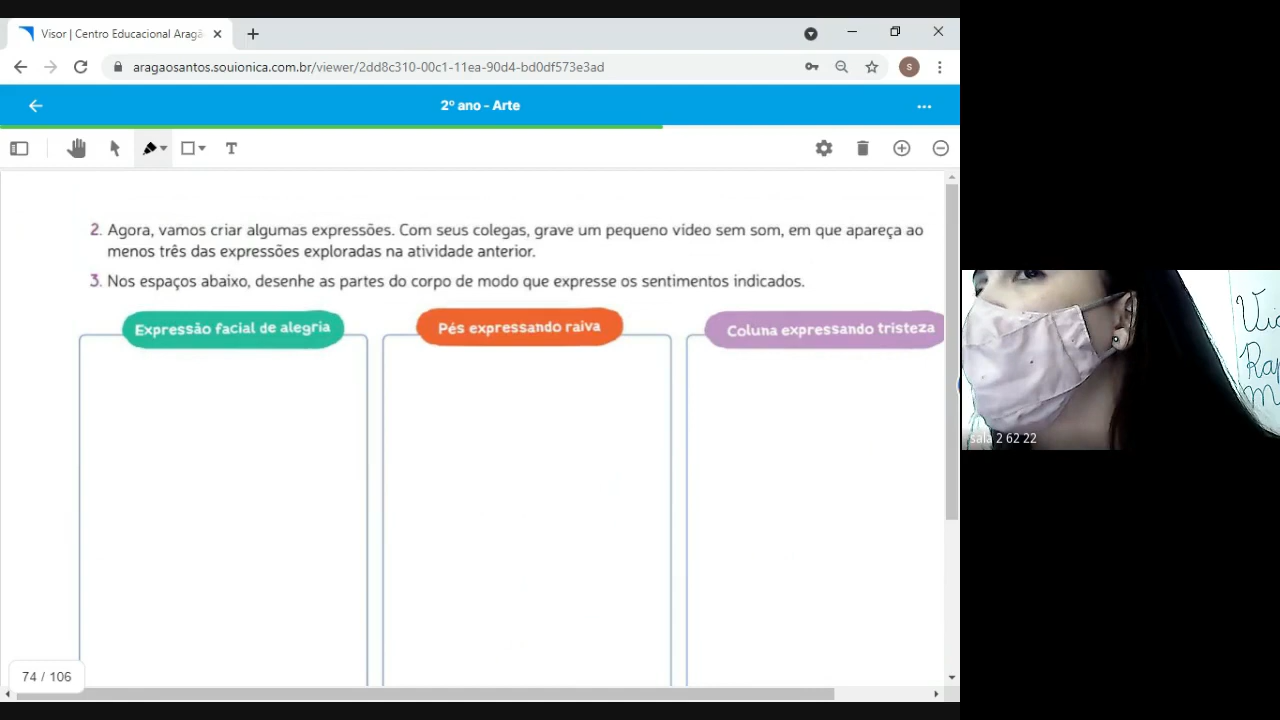 Visor | Centro Educacional Aragã
aragaosantos.souionica.com.br/viewer/2dd8c310-00c1-11ea-90d4-bd0df573e3ad
S
2º ano - Arte
T
2. Agora, vamos criar algumas expressões. Com seus colegas, grave um pequeno vídeo sem som, em que apareça ao
menos três das expressões exploradas na atividade anterior.
3. Nos espaços abaixo, desenhe as partes do corpo de modo que expresse os sentimentos indicados.
Expressão facial de alegria
Pés expressando raiva
Coluna expressando tristeza
74 / 106
sala 2 62 22